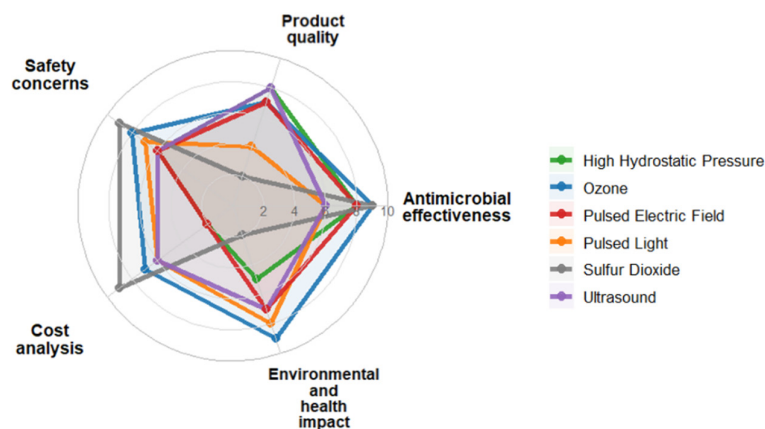 Product
quality
Safety
concerns
Antimicrobial
effectiveness
2 4 6 8 10
Cost
analysis
Environmental
and
health
impact
High Hydrostatic Pressure
Ozone
Pulsed Electric Field
Pulsed Light
Sulfur Dioxide
Ultrasound